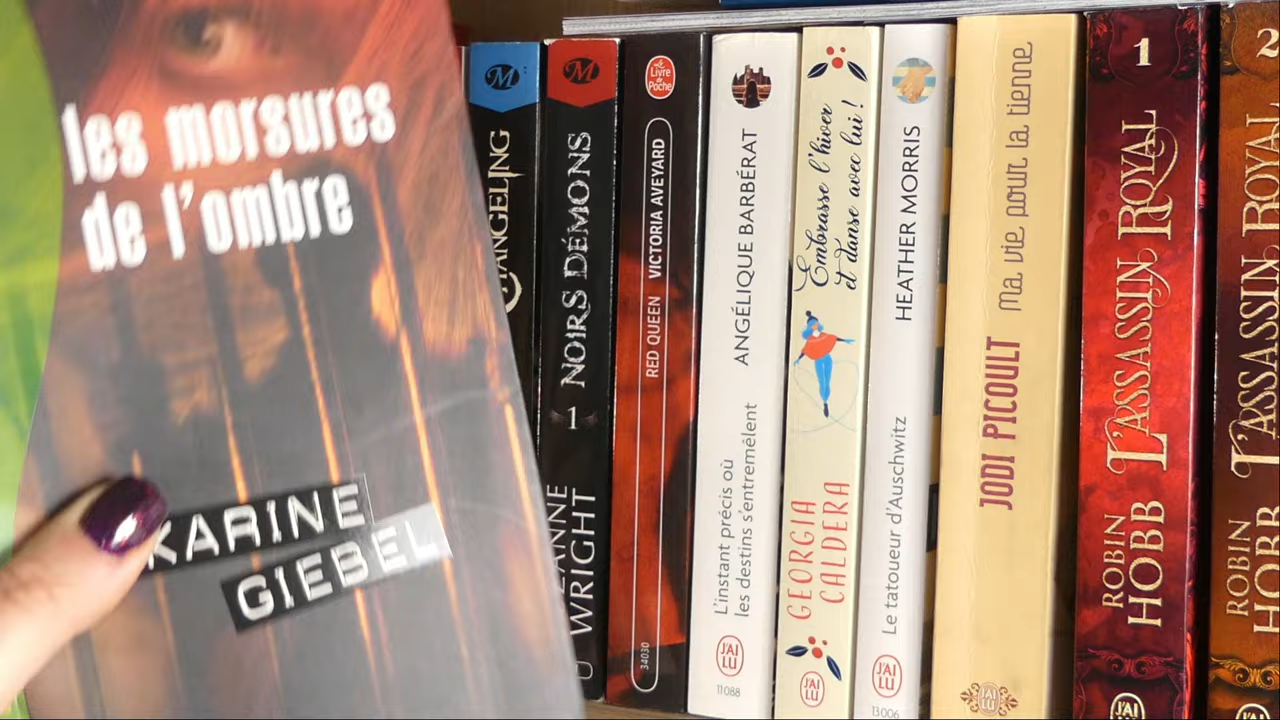 les morsures
de l'ombre
KARINE
GIEBEL
M
CHANGELING
M
NOIRS DÉMONS
1
WRIGHT
Le
Livre
de
Poche
RED QUEEN VICTORIA AVEYARD
34030
ANGÉLIQUE BARBÉRAT
L'instant précis où
les destins s'entremêlent
J'AI
LU
11088
Embrasse l'hiver
et danse avec lui !
GEORGIA
CALDERA
J'AI
LU
HEATHER MORRIS
Le tatoueur d'Auschwitz
J'AI
LU
13006
JODI PICOULT Ma vie pour la tienne
J'AI
LU
1
L'ASSASSIN ROYAL
ROBIN
HOBB
J'AI
LU
2
L'ASSASSIN ROYAL
ROBIN
HOBB
J'AI